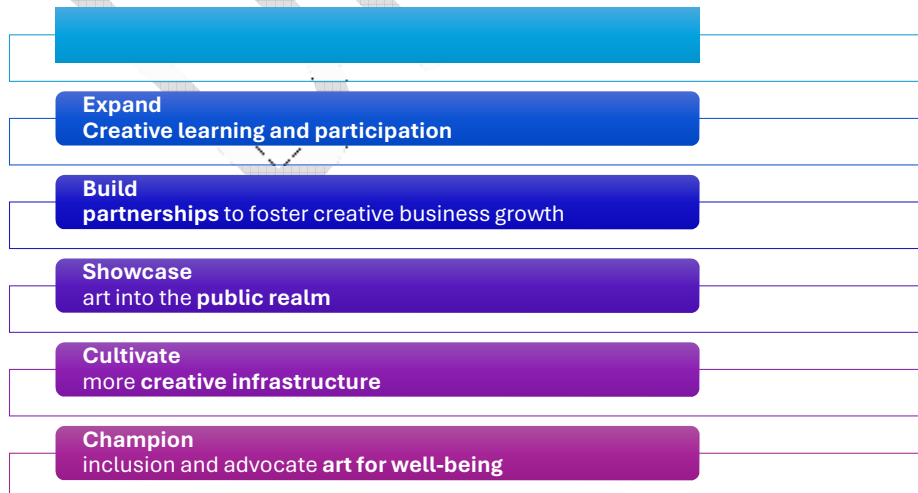 Expand
Creative learning and participation
Build
partnerships to foster creative business growth
Showcase
art into the public realm
Cultivate
more creative infrastructure
Champion
inclusion and advocate art for well-being